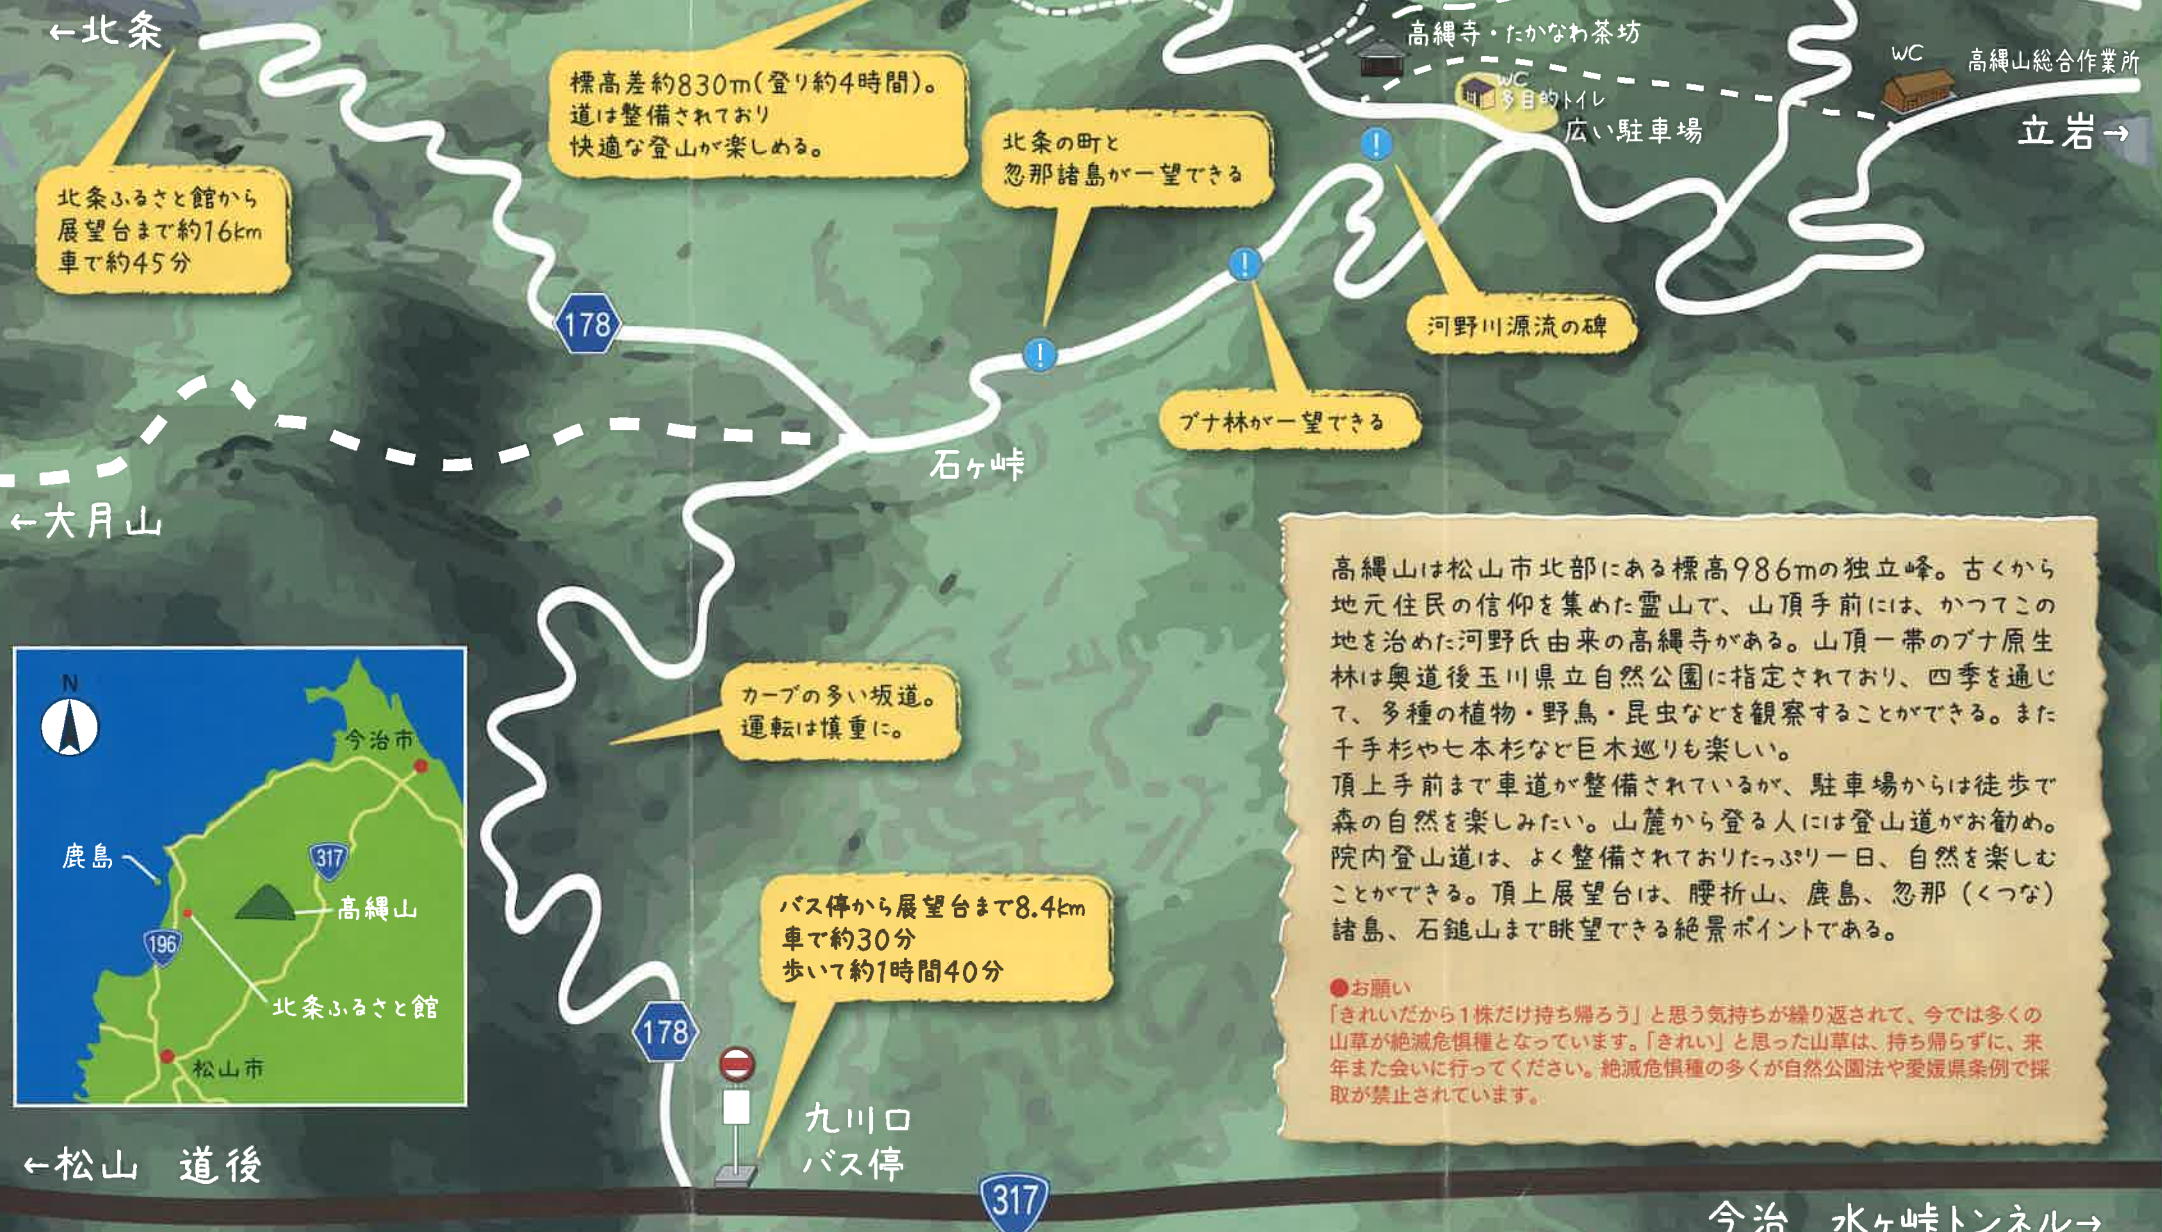 ←北条
高縄寺・たかなわ茶坊
WC
高縄山総合作業所
WC
多目的トイレ
広い駐車場
立岩→
標高差約830m(登り約4時間)。
道は整備されており
快適な登山が楽しめる。
北条の町と
忽那諸島が一望できる
北条ふるさと館から
展望台まで約16km
車で約45分
!
!
!
178
河野川源流の碑
ブナ林が一望できる
石ヶ峠
←大月山
カーブの多い坂道。
運転は慎重に。
高縄山は松山市北部にある標高986mの独立峰。古くから
地元住民の信仰を集めた霊山で、山頂手前には、かつてこの
地を治めた河野氏由来の高縄寺がある。山頂一帯のブナ原生
林は奥道後玉川県立自然公園に指定されており、四季を通じ
て、多種の植物・野鳥・昆虫などを観察することができる。また
千手杉や七本杉など巨木巡りも楽しい。
頂上手前まで車道が整備されているが、駐車場からは徒歩で
森の自然を楽しみたい。山麓から登る人には登山道がお勧め。
院内登山道は、よく整備されておりたっぷり一日、自然を楽しむ
ことができる。頂上展望台は、腰折山、鹿島、忽那（くつな）
諸島、石鎚山まで眺望できる絶景ポイントである。
●お願い
「きれいだから1株だけ持ち帰ろう」と思う気持ちが繰り返されて、今では多くの
山草が絶滅危惧種となっています。「きれい」と思った山草は、持ち帰らずに、来
年また会いに行ってください。絶滅危惧種の多くが自然公園法や愛媛県条例で採
取が禁止されています。
N
今治市
鹿島
317
高縄山
196
北条ふるさと館
松山市
バス停から展望台まで8.4km
車で約30分
歩いて約1時間40分
178
九川口
バス停
←松山　道後
317
今治　水ヶ峠トンネル→